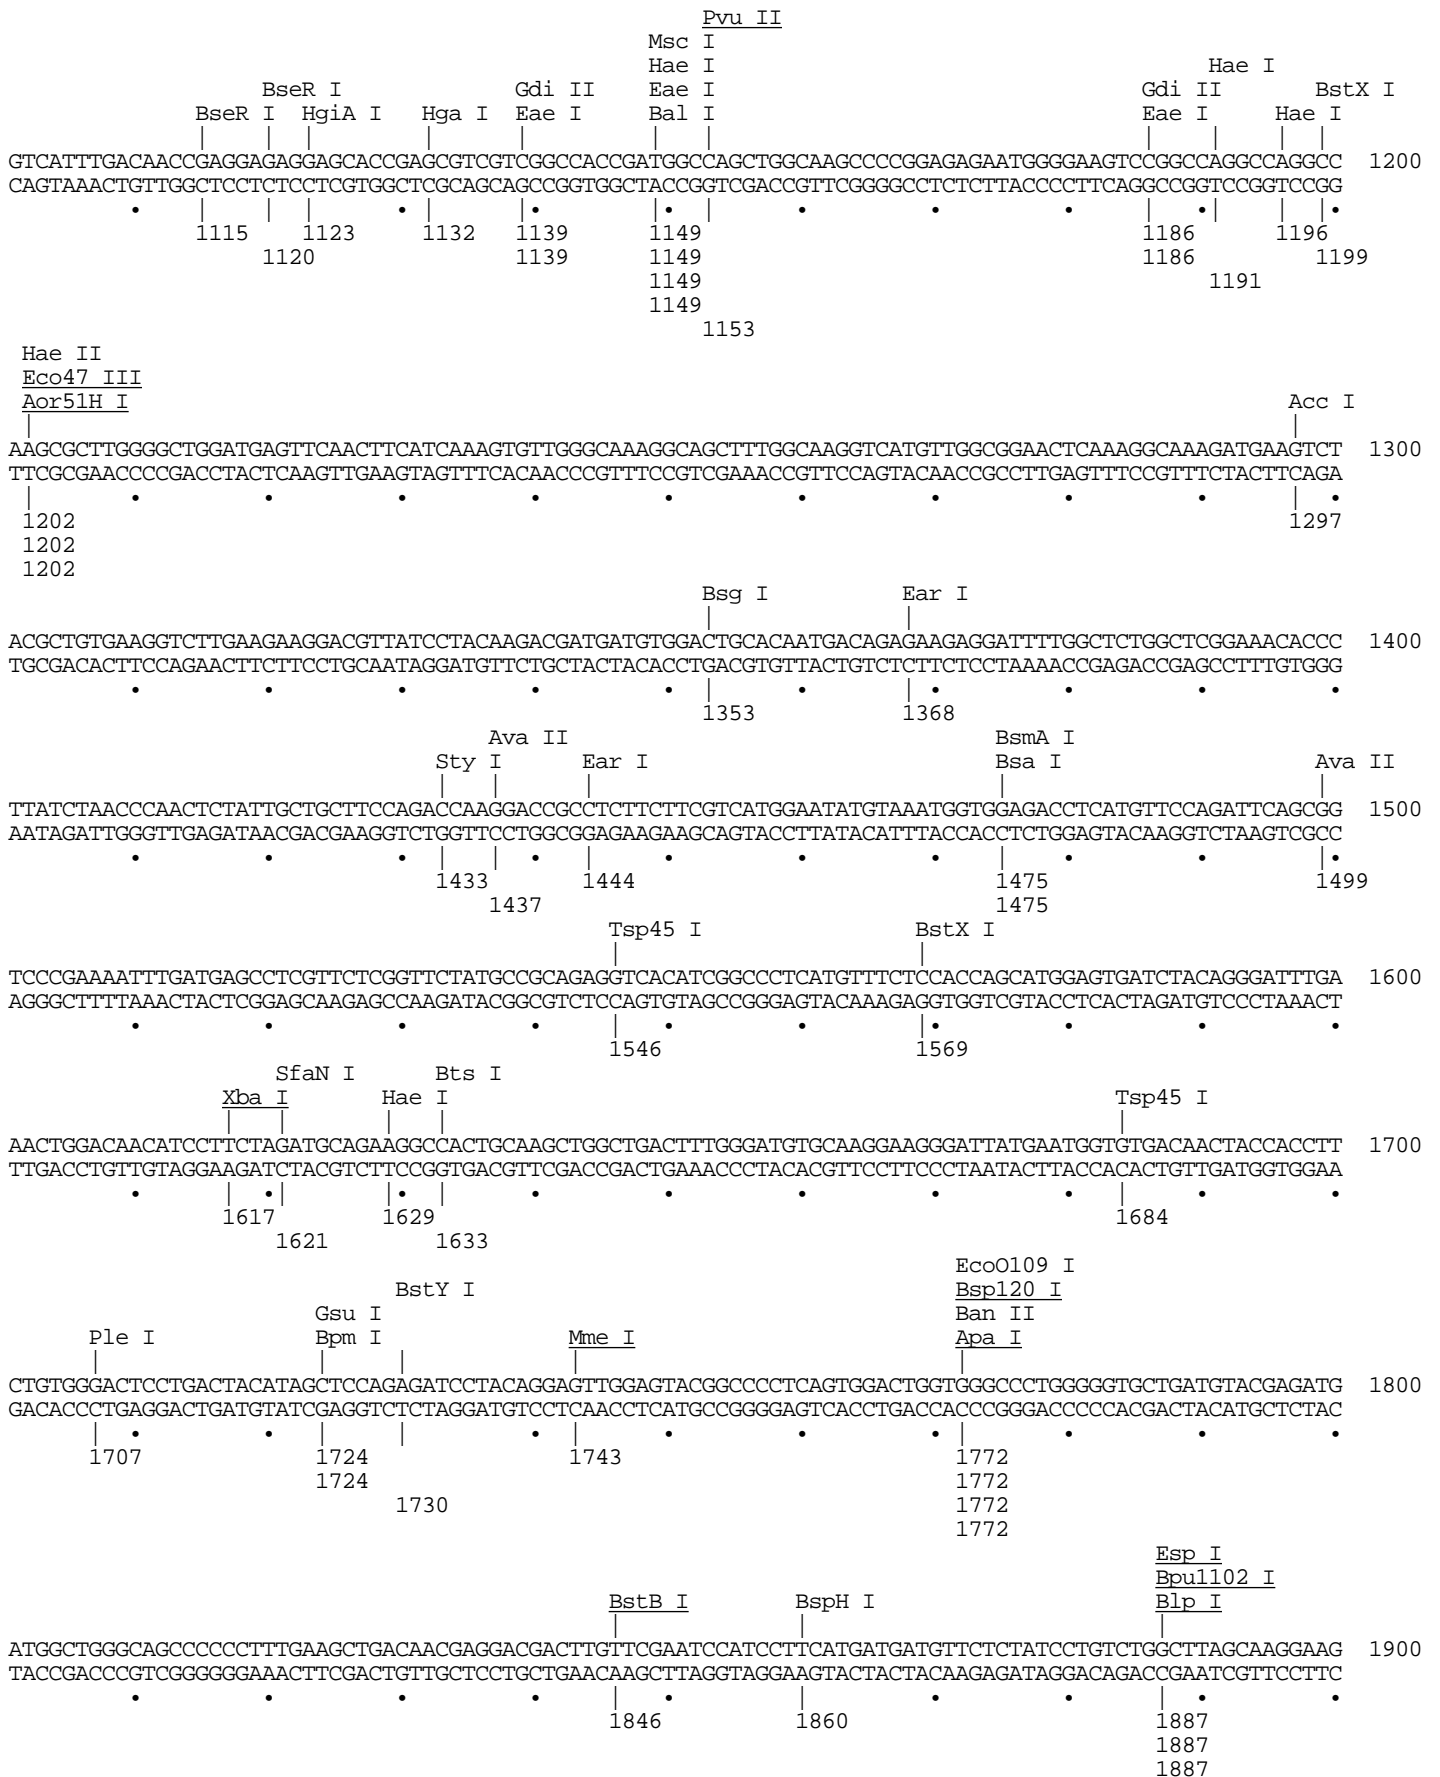 Pvu II
Msc I
Hae I Hae I
BseR I Gdi II Eae I Gdi II BstX I
BseR I HgiA I Hga I Eae I Bal I Eae I Hae I
GTCATTTGACAACCGAGGAGAGGAGCACCGAGCGTCGTCGGCCACCGATGGCCAGCTGGCAAGCCCCGGAGAGAATGGGGAAGTCCGGCCAGGCCAGGCC 1200
CAGTAAACTGTTGGCTCCTCTCCTCGTGGCTCGCAGCAGCCGGTGGCTACCGGTCGACCGTTCGGGGCCTCTCTTACCCCTTCAGGCCGGTCCGGTCCGG
1115 1123 1132 1139 1149 1186 1196
1120 1139 1149 1186 1199
1149 1191
1149
1153
Hae II
Eco47 III
Aor51H I Acc I
AAGCGCTTGGGGCTGGATGAGTTCAACTTCATCAAAGTGTTGGGCAAAGGCAGCTTTGGCAAGGTCATGTTGGCGGAACTCAAAGGCAAAGATGAAGTCT 1300
TTCGCGAACCCCGACCTACTCAAGTTGAAGTAGTTTCACAACCCGTTTCCGTCGAAACCGTTCCAGTACAACCGCCTTGAGTTTCCGTTTCTACTTCAGA
1202 1297
1202
1202
Bsg I Ear I
ACGCTGTGAAGGTCTTGAAGAAGGACGTTATCCTACAAGACGATGATGTGGACTGCACAATGACAGAGAAGAGGATTTTGGCTCTGGCTCGGAAACACCC 1400
TGCGACACTTCCAGAACTTCTTCCTGCAATAGGATGTTCTGCTACTACACCTGACGTGTTACTGTCTCTTCTCCTAAAACCGAGACCGAGCCTTTGTGGG
1353 1368
Ava II BsmA I
Sty I Ear I Bsa I Ava II
TTATCTAACCCAACTCTATTGCTGCTTCCAGACCAAGGACCGCCTCTTCTTCGTCATGGAATATGTAAATGGTGGAGACCTCATGTTCCAGATTCAGCGG 1500
AATAGATTGGGTTGAGATAACGACGAAGGTCTGGTTCCTGGCGGAGAAGAAGCAGTACCTTATACATTTACCACCTCTGGAGTACAAGGTCTAAGTCGCC
1433 1444 1475 1499
1437 1475
Tsp45 I BstX I
TCCCGAAAATTTGATGAGCCTCGTTCTCGGTTCTATGCCGCAGAGGTCACATCGGCCCTCATGTTTCTCCACCAGCATGGAGTGATCTACAGGGATTTGA 1600
AGGGCTTTTAAACTACTCGGAGCAAGAGCCAAGATACGGCGTCTCCAGTGTAGCCGGGAGTACAAAGAGGTGGTCGTACCTCACTAGATGTCCCTAAACT
1546 1569
SfaN I Bts I
Xba I Hae I Tsp45 I
AACTGGACAACATCCTTCTAGATGCAGAAGGCCACTGCAAGCTGGCTGACTTTGGGATGTGCAAGGAAGGGATTATGAATGGTGTGACAACTACCACCTT 1700
TTGACCTGTTGTAGGAAGATCTACGTCTTCCGGTGACGTTCGACCGACTGAAACCCTACACGTTCCTTCCCTAATACTTACCACACTGTTGATGGTGGAA
1617 1629 1684
1621 1633
EcoO109 I
BstY I Bsp120 I
Gsu I Ban II
Ple I Bpm I Mme I Apa I
CTGTGGGACTCCTGACTACATAGCTCCAGAGATCCTACAGGAGTTGGAGTACGGCCCCTCAGTGGACTGGTGGGCCCTGGGGGTGCTGATGTACGAGATG 1800
GACACCCTGAGGACTGATGTATCGAGGTCTCTAGGATGTCCTCAACCTCATGCCGGGGAGTCACCTGACCACCCGGGACCCCCACGACTACATGCTCTAC
1707 1724 1743 1772
1724 1772
1730 1772
1772
Esp I
Bpu1102 I
BstB I BspH I Blp I
ATGGCTGGGCAGCCCCCCTTTGAAGCTGACAACGAGGACGACTTGTTCGAATCCATCCTTCATGATGATGTTCTCTATCCTGTCTGGCTTAGCAAGGAAG 1900
TACCGACCCGTCGGGGGGAAACTTCGACTGTTGCTCCTGCTGAACAAGCTTAGGTAGGAAGTACTACTACAAGAGATAGGACAGACCGAATCGTTCCTTC
1846 1860 1887
1887
1887